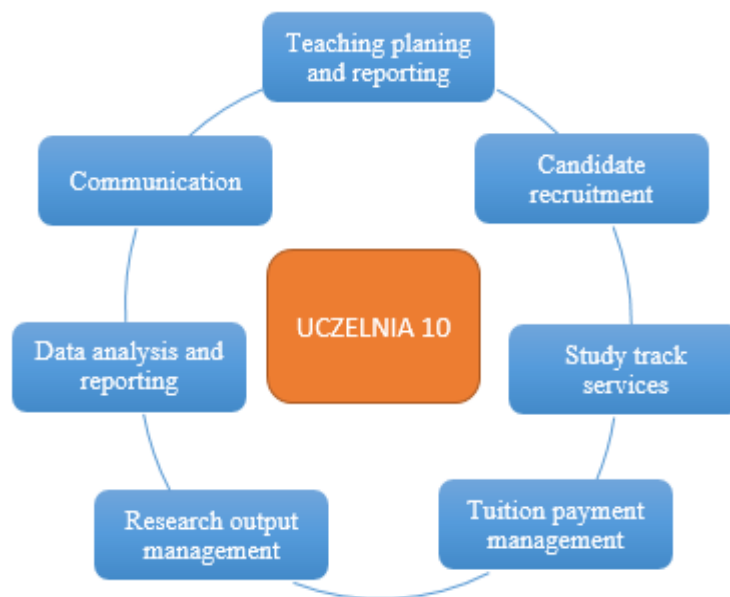 Teaching planing
and reporting
Candidate
recruitment
Study track
services
Tuition payment
management
Research output
management
Data analysis and
reporting
Communication
UCZELNIA 10